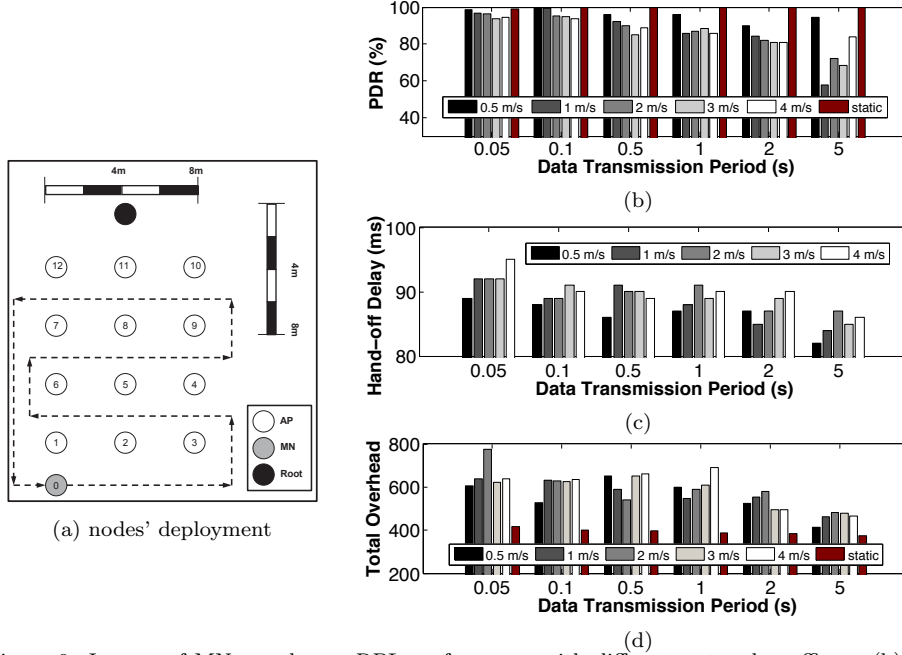 4m 8m
12 11 10
7 8 9
6 5 4
1 2 3
0
4m
8m
AP
MN
Root
(a) nodes' deployment
100
80
60
40
PDR (%)
0.5 m/s 1 m/s 2 m/s 3 m/s 4 m/s static
0.05 0.1 0.5 1 2 5
Data Transmission Period (s)
(b)
100
90
80
Hand-off Delay (ms)
0.5 m/s 1 m/s 2 m/s 3 m/s 4 m/s
0.05 0.1 0.5 1 2 5
Data Transmission Period (s)
(c)
800
600
400
200
Total Overhead
0.5 m/s 1 m/s 2 m/s 3 m/s 4 m/s static
0.05 0.1 0.5 1 2 5
Data Transmission Period (s)
(d)